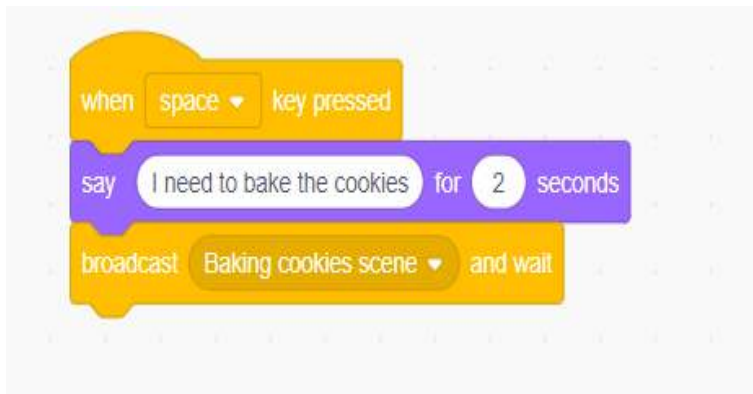 when space key pressed
say I need to bake the cookies for 2 seconds
broadcast Baking cookies scene and wait